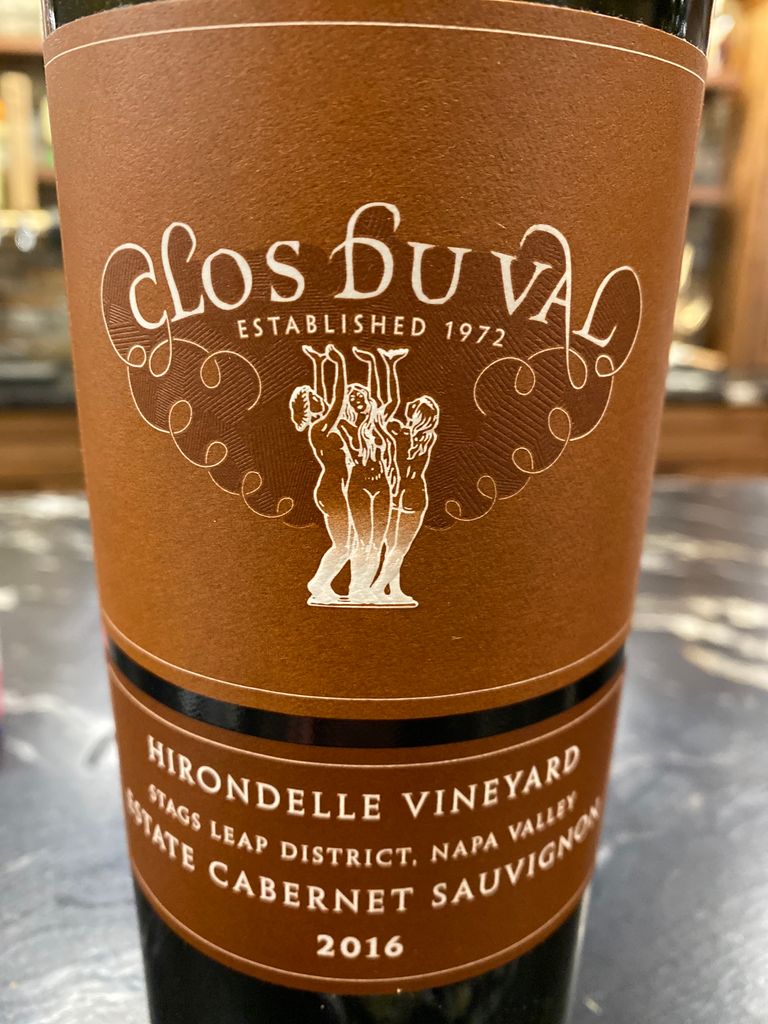 CLOS DU VAL
ESTABLISHED 1972
HIRONDELLE VINEYARD
STAGS LEAP DISTRICT, NAPA VALLEY
ESTATE CABERNET SAUVIGNON
2016